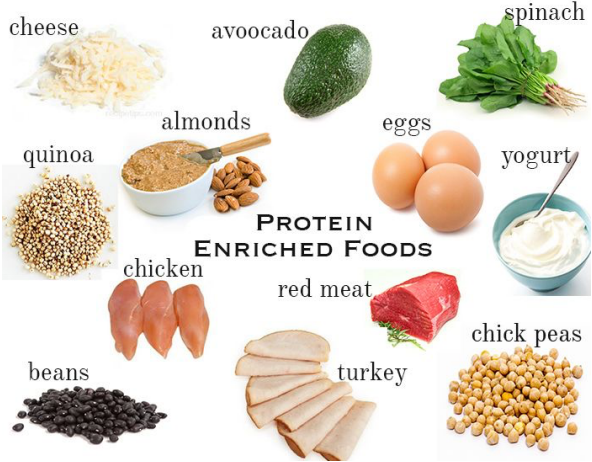 cheese
avoocado
spinach
almonds
eggs
quinoa
yogurt
PROTEIN
ENRICHED FOODS
chicken
red meat
chick peas
beans
turkey